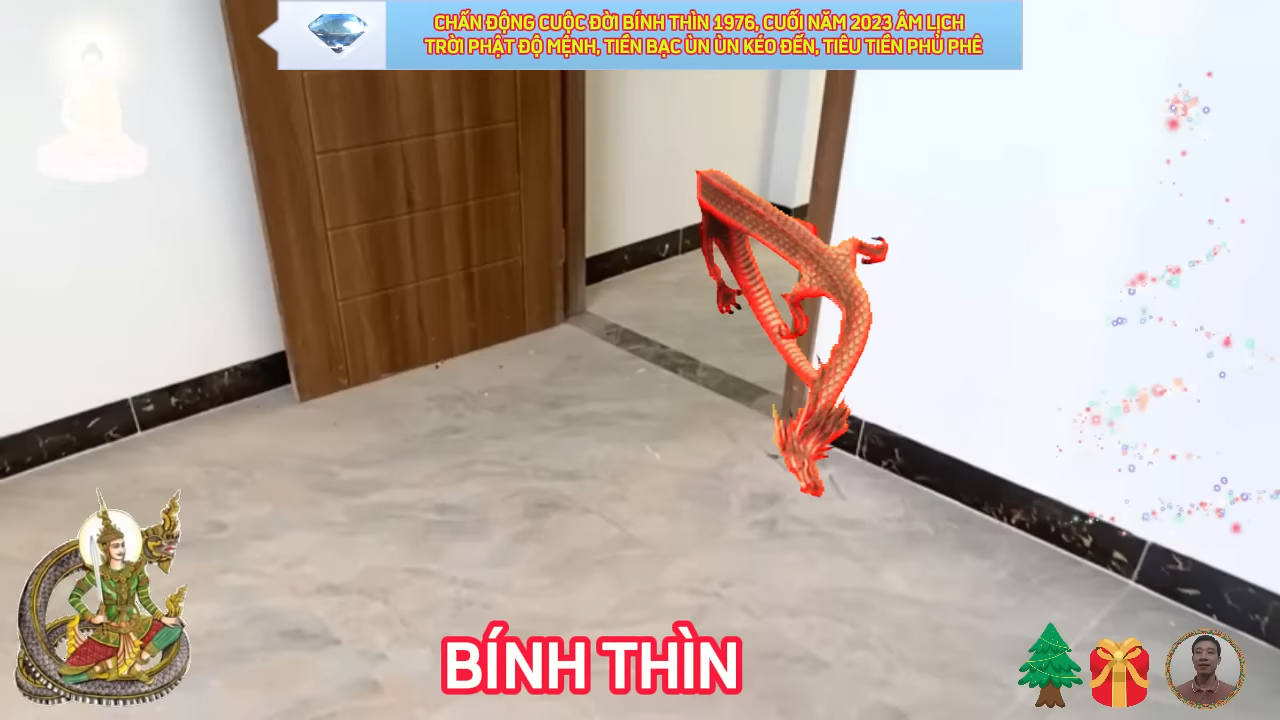 CHẤN ĐỘNG CUỘC ĐỜI BÍNH THÌN 1976, CUỐI NĂM 2023 ÂM LỊCH
TRỜI PHẬT ĐỘ MỆNH, TIỀN BẠC ÙN ÙN KÉO ĐẾN, TIÊU TIỀN PHỦ PHÊ
BÍNH THÌN